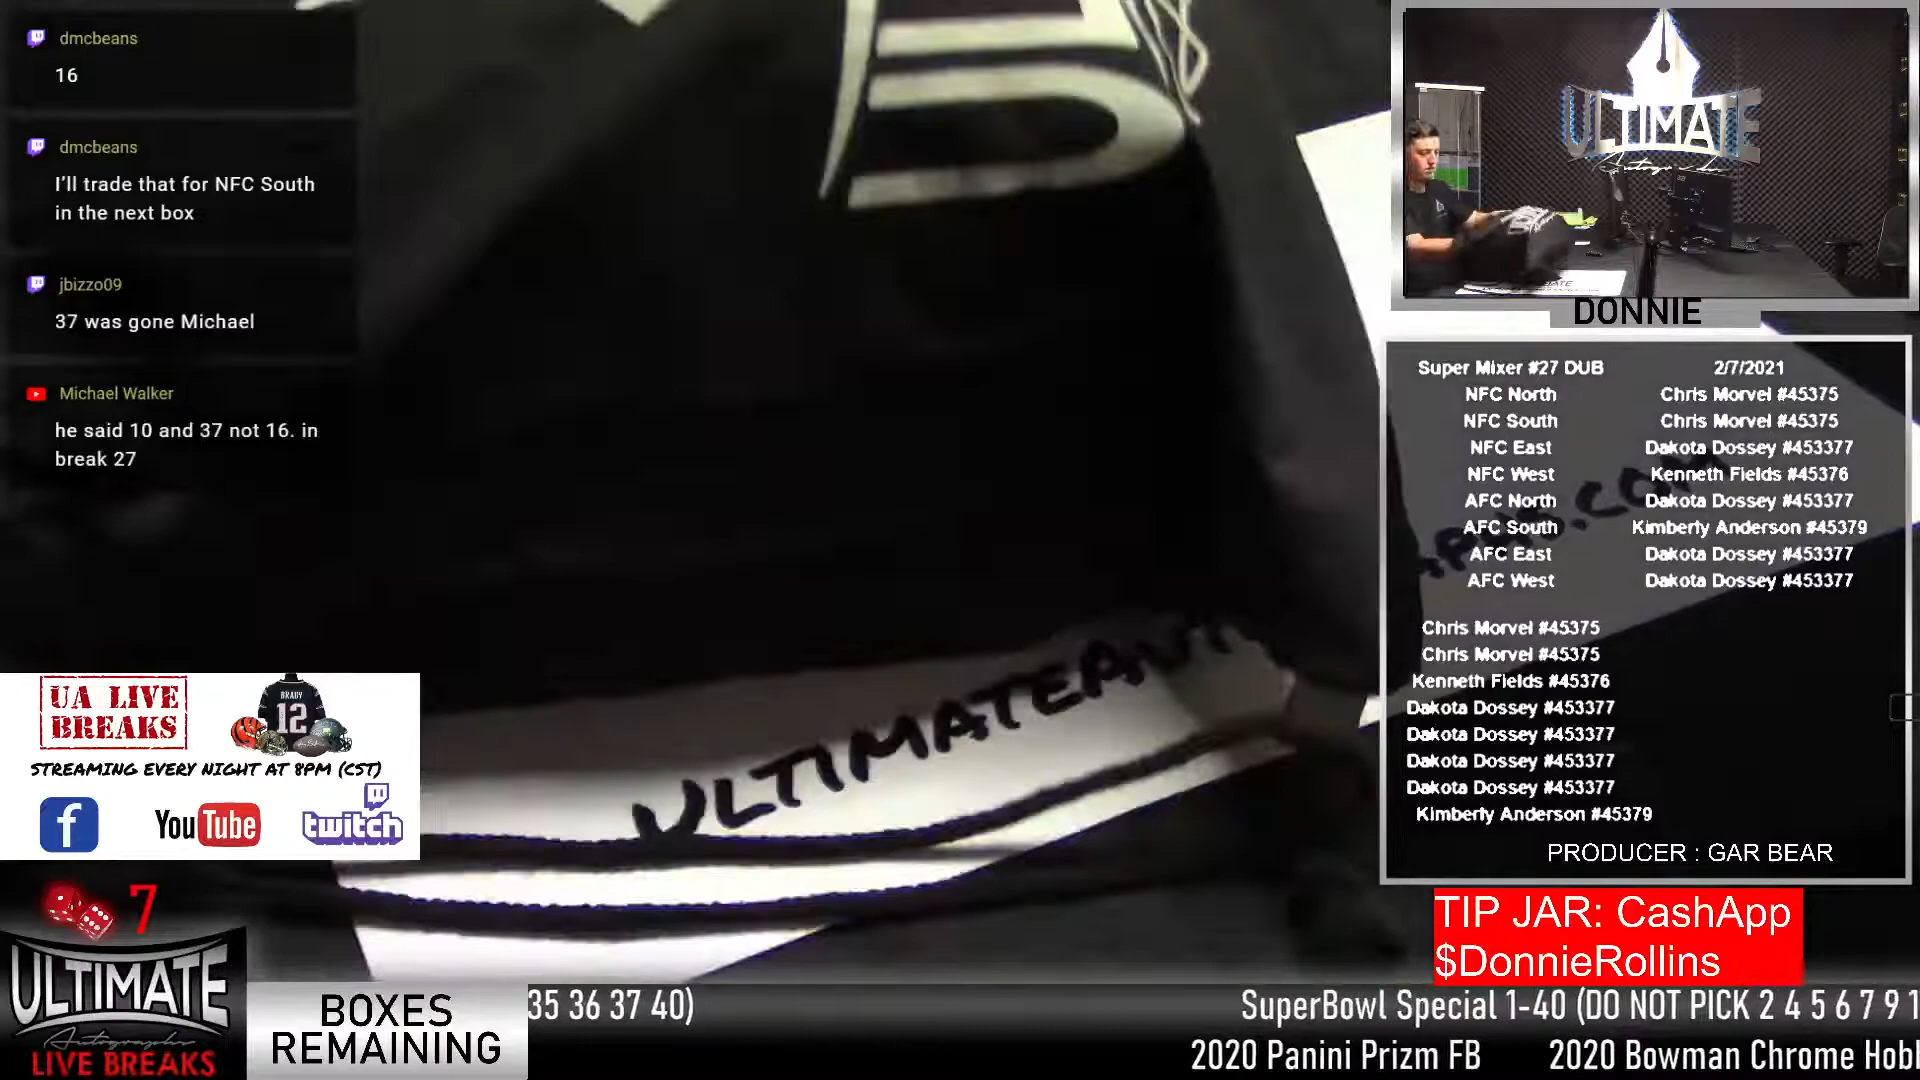 dmcbeans
16
dmcbeans
I'll trade that for NFC South
in the next box
jbizzo09
37 was gone Michael
Michael Walker
he said 10 and 37 not 16. in
break 27
ULTIMATE
Autographs
DONNIE
Super Mixer #27 DUB 2/7/2021
NFC North Chris Morvel #45375
NFC South Chris Morvel #45375
NFC East Dakota Dossey #453377
NFC West Kenneth Fields #45376
AFC North Dakota Dossey #453377
AFC South Kimberly Anderson #45379
AFC East Dakota Dossey #453377
AFC West Dakota Dossey #453377
Chris Morvel #45375
Chris Morvel #45375
Kenneth Fields #45376
Dakota Dossey #453377
Dakota Dossey #453377
Dakota Dossey #453377
Dakota Dossey #453377
Kimberly Anderson #45379
PRODUCER : GAR BEAR
TIP JAR: CashApp
$DonnieRollins
UA LIVE
BREAKS
BRADY
12
STREAMING EVERY NIGHT AT 8PM (CST)
f
YouTube
twitch
7
ULTIMATE
Autographs
LIVE BREAKS
BOXES
REMAINING
35 36 37 40)
SuperBowl Special 1-40 (DO NOT PICK 2 4 5 6 7 9 1
2020 Panini Prizm FB
2020 Bowman Chrome Hobl